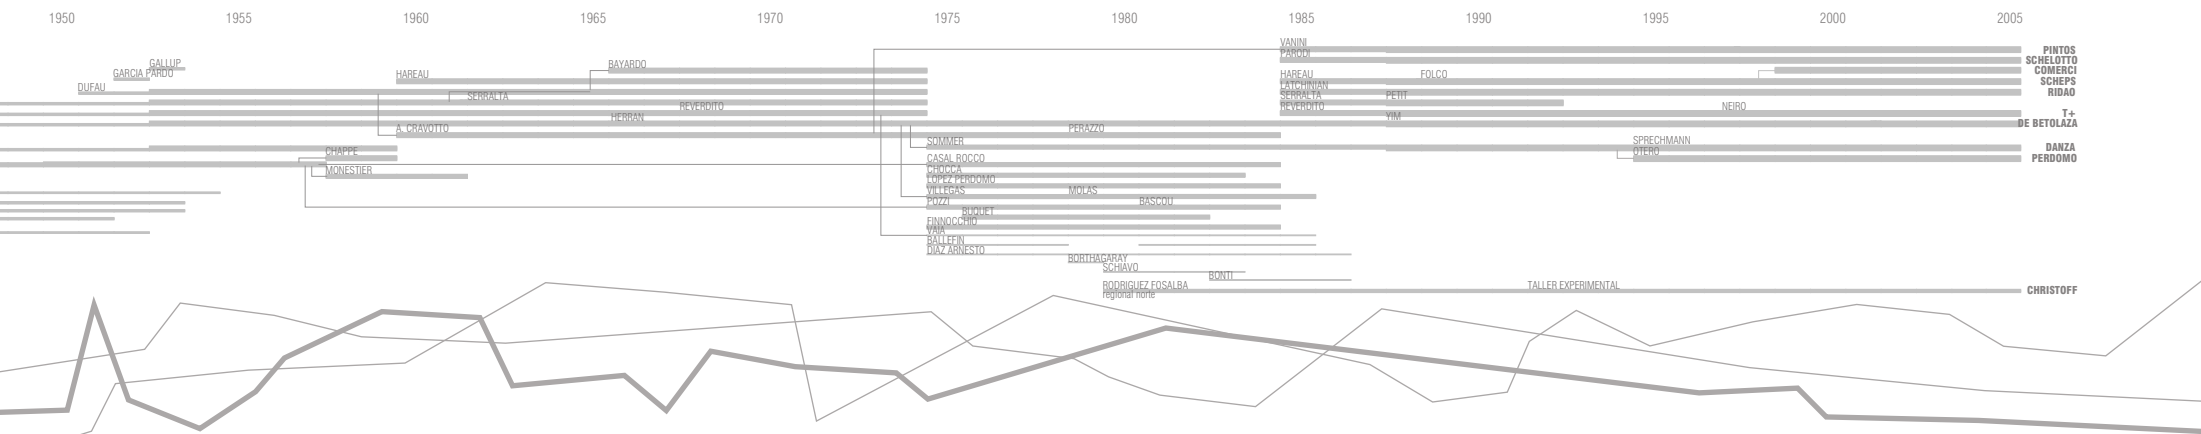 1950 1955 1960 1965 1970 1975 1980 1985 1990 1995 2000 2005
VANINI
PINTOS
PARODI
SCHELOTTO
GALLUP
BAYARDO
COMERCI
GARCIA PARDO
HAREAU
HAREAU
FOLCO
SCHEPS
DUFAU
LATCHINIAN
RIDAO
SERRALTA
SERRALTA
PETIT
REVERDITO
REVERDITO
NEIRO
T+
HERRAN
YIM
DE BETOLAZA
A. CRAVOTTO
PERAZZO
SOMMER
SPRECHMANN
DANZA
CHAPPE
OTERO
PERDOMO
CASAL ROCCO
MONESTIER
CHOCCA
LOPEZ PERDOMO
VILLEGAS
MOLAS
POZZI
BASCOU
BUQUET
FINNOCCHIO
VAIA
BALLEFIN
DIAZ ARNESTO
BORTHAGARAY
SCHIAVO
BONTI
RODRIGUEZ FOSALBA
TALLER EXPERIMENTAL
CHRISTOFF
regional norte